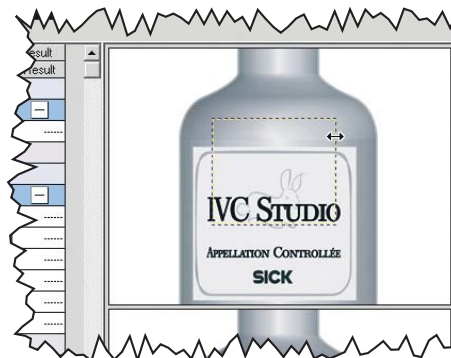 esult
result
IVC STUDIO
APPELLATION CONTROLLÉE
SICK